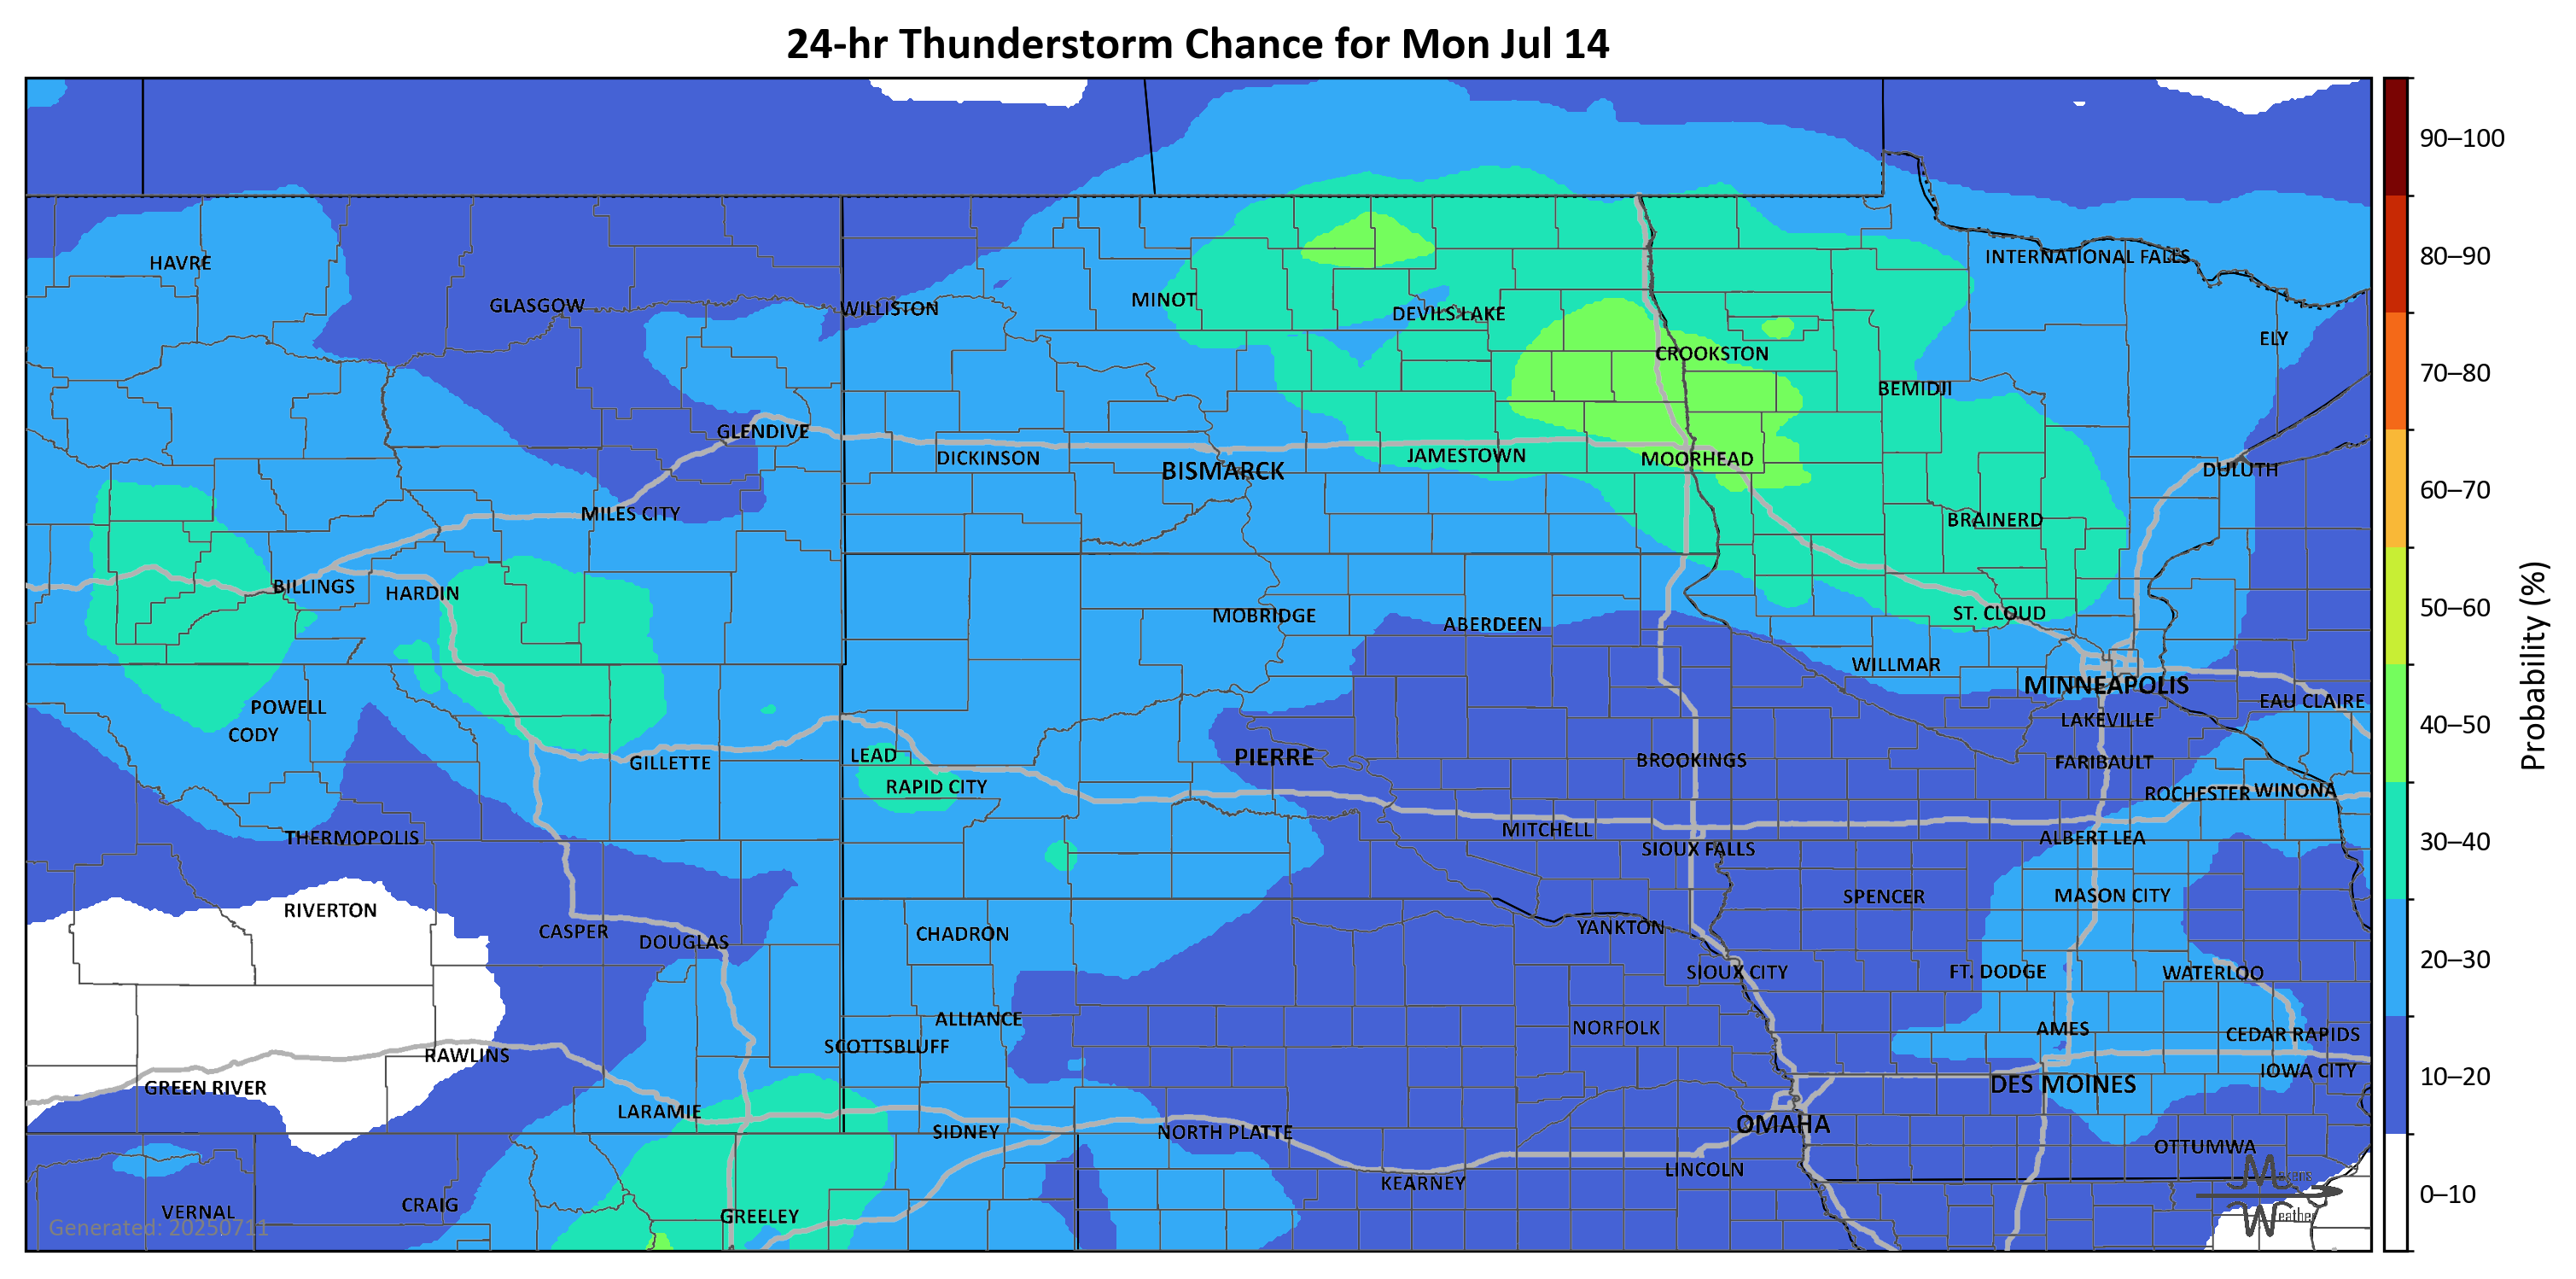 24-hr Thunderstorm Chance for Mon Jul 14
90–100
INTERNATIONAL FALLS
80–90
HAVRE
MINOT
GLASGOW
WILLISTON
DEVILS LAKE
ELY
CROOKSTON
70–80
BEMIDJI
GLENDIVE
DICKINSON
JAMESTOWN
MOORHEAD
BISMARCK
DULUTH
60–70
MILES CITY
BRAINERD
BILLINGS
HARDIN
50–60
MOBRIDGE
ABERDEEN
ST. CLOUD
WILLMAR
Probability (%)
MINNEAPOLIS
POWELL
EAU CLAIRE
LAKEVILLE
40–50
CODY
LEAD
PIERRE
GILLETTE
BROOKINGS
FARIBAULT
RAPID CITY
ROCHESTER
WINONA
THERMOPOLIS
MITCHELL
ALBERT LEA
30–40
SIOUX FALLS
RIVERTON
SPENCER
MASON CITY
CASPER
DOUGLAS
CHADRON
YANKTON
20–30
SIOUX CITY
FT. DODGE
WATERLOO
ALLIANCE
NORFOLK
AMES
CEDAR RAPIDS
RAWLINS
SCOTTSBLUFF
IOWA CITY
10–20
GREEN RIVER
DES MOINES
LARAMIE
OMAHA
SIDNEY
NORTH PLATTE
OTTUMWA
LINCOLN
KEARNEY
Mekens
Weather
0–10
VERNAL
CRAIG
GREELEY
Generated: 20250711